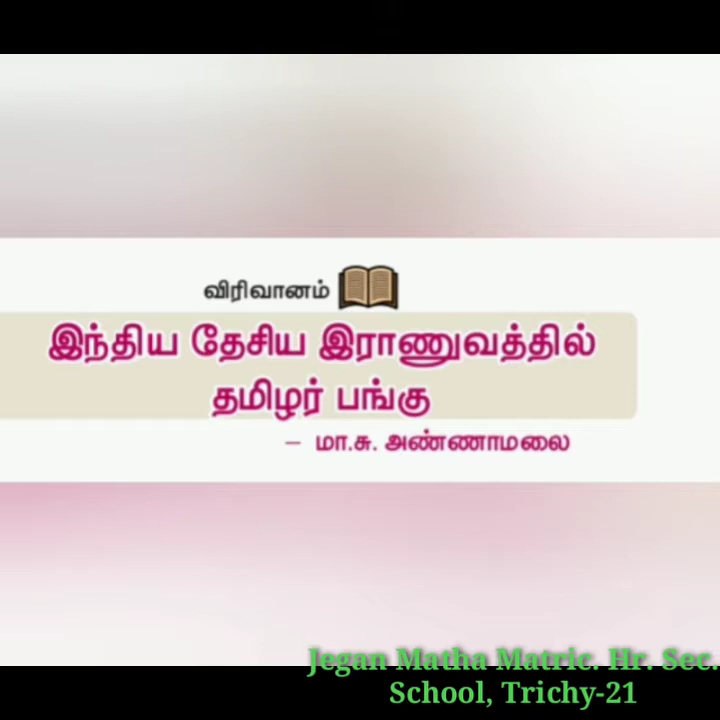 விரிவானம்
இந்திய தேசிய இராணுவத்தில்
தமிழர் பங்கு
– மா.சு. அண்ணாமலை
Jegan Matha Matric. Hr. Sec.
School, Trichy-21